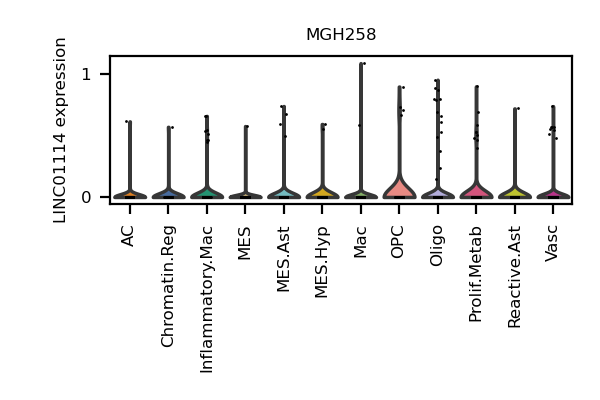 MGH258
LINC01114 expression
1
0
AC
Chromatin.Reg
Inflammatory.Mac
MES
MES.Ast
MES.Hyp
Mac
OPC
Oligo
Prolif.Metab
Reactive.Ast
Vasc